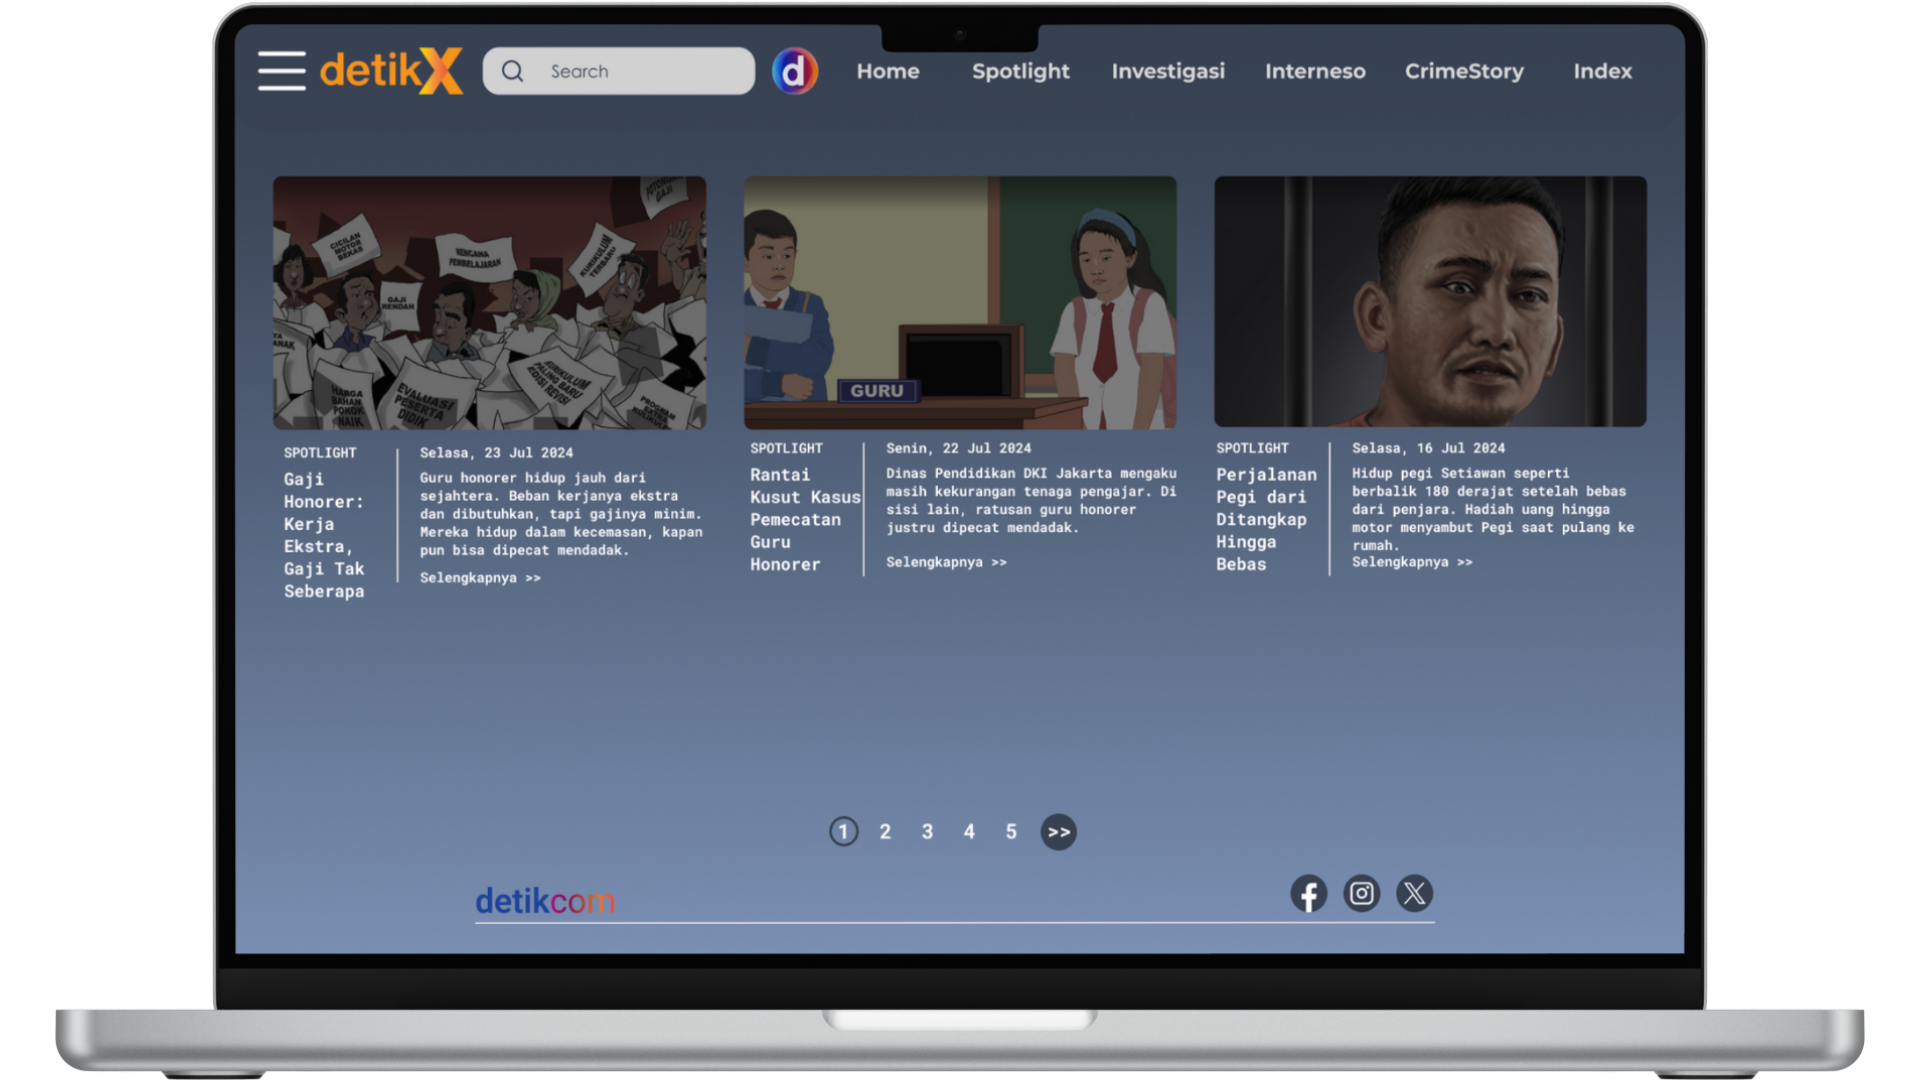 detikX
Search
d
Home
Spotlight
Investigasi
Interneso
CrimeStory
Index
POTONGAN
GAJI
CICILAN
MOTOR
BEKAS
RENCANA
PEMBELAJARAN
KURIKULUM
TERBARU
GAJI
RENDAH
ANAK
HARGA
BAHAN
POKOK
NAIK
EVALUASI
PESERTA
DIDIK
KURIKULUM
PALING BARU
EDISI REVISI
PROGRAM
GURU
SPOTLIGHT
Gaji
Honorer:
Kerja
Ekstra,
Gaji Tak
Seberapa
Selasa, 23 Jul 2024
Guru honorer hidup jauh dari
sejahtera. Beban kerjanya ekstra
dan dibutuhkan, tapi gajinya minim.
Mereka hidup dalam kecemasan, kapan
pun bisa dipecat mendadak.
Selengkapnya >>
SPOTLIGHT
Rantai
Kusut Kasus
Pemecatan
Guru
Honorer
Senin, 22 Jul 2024
Dinas Pendidikan DKI Jakarta mengaku
masih kekurangan tenaga pengajar. Di
sisi lain, ratusan guru honorer
justru dipecat mendadak.
Selengkapnya >>
SPOTLIGHT
Perjalanan
Pegi dari
Ditangkap
Hingga
Bebas
Selasa, 16 Jul 2024
Hidup pegi Setiawan seperti
berbalik 180 derajat setelah bebas
dari penjara. Hadiah uang hingga
motor menyambut Pegi saat pulang ke
rumah.
Selengkapnya >>
1 2 3 4 5 >>
detikcom